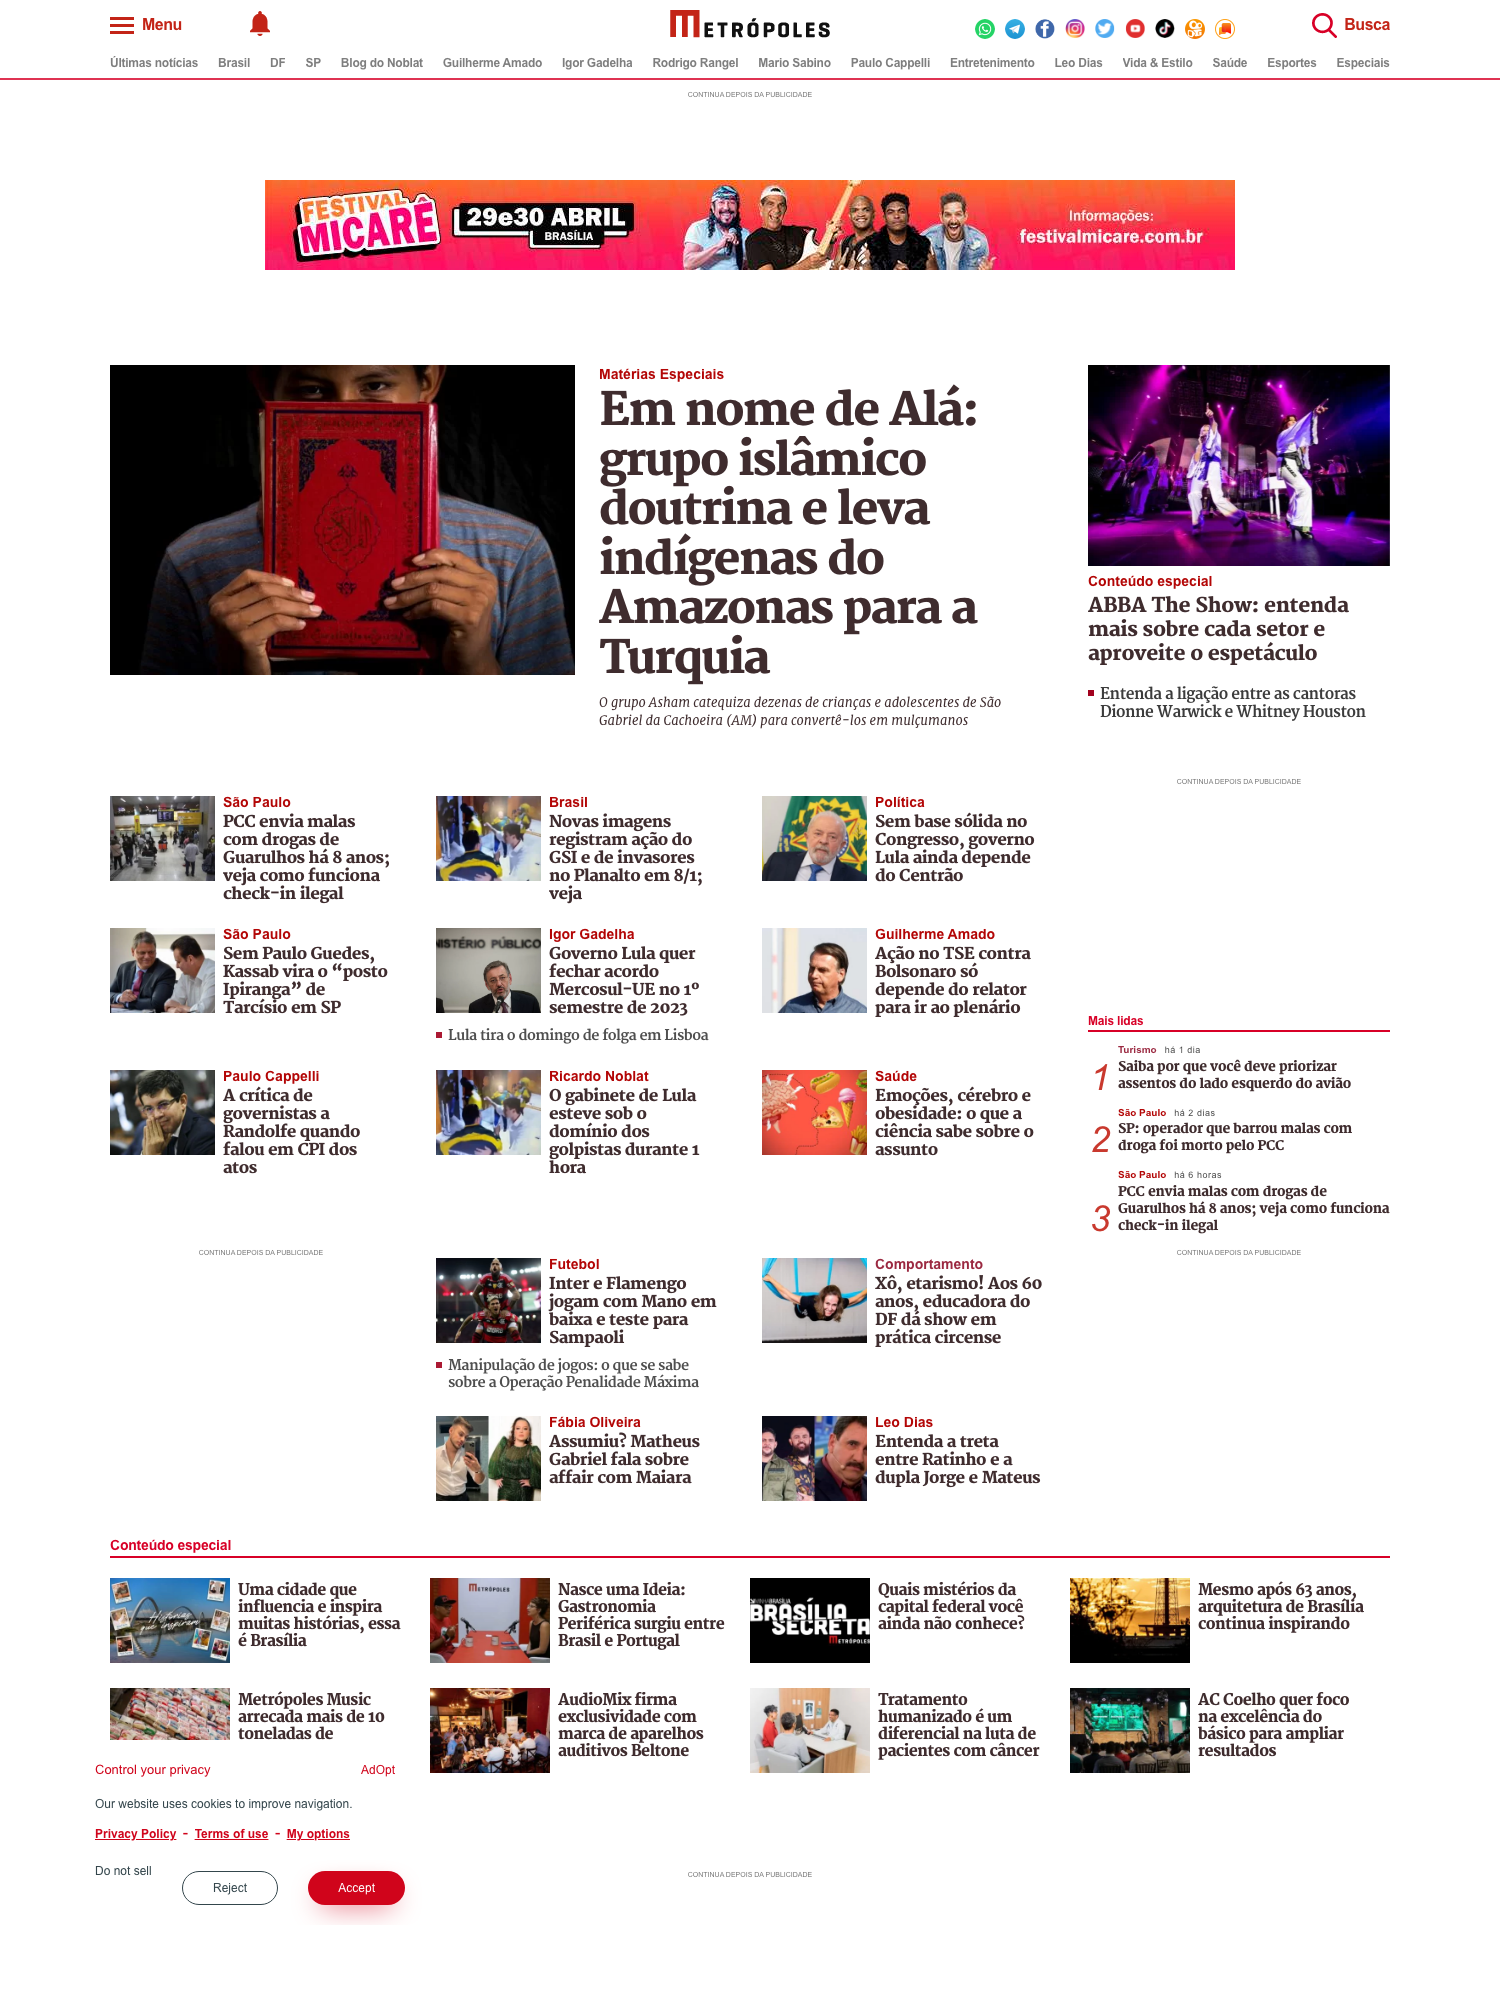 Menu
METRÓPOLES
Busca
Últimas notícias Brasil DF SP Blog do Noblat Guilherme Amado Igor Gadelha Rodrigo Rangel Mario Sabino Paulo Cappelli Entretenimento Leo Dias Vida & Estilo Saúde Esportes Especiais
CONTINUA DEPOIS DA PUBLICIDADE
FESTIVAL
MICARÊ
29e30 ABRIL
BRASÍLIA
Informações:
festivalmicare.com.br
Matérias Especiais
Em nome de Alá:
grupo islâmico
doutrina e leva
indígenas do
Amazonas para a
Turquia
O grupo Asham catequiza dezenas de crianças e adolescentes de São
Gabriel da Cachoeira (AM) para convertê-los em mulçumanos
Conteúdo especial
ABBA The Show: entenda
mais sobre cada setor e
aproveite o espetáculo
Entenda a ligação entre as cantoras
Dionne Warwick e Whitney Houston
CONTINUA DEPOIS DA PUBLICIDADE
São Paulo
PCC envia malas
com drogas de
Guarulhos há 8 anos;
veja como funciona
check-in ilegal
Brasil
Novas imagens
registram ação do
GSI e de invasores
no Planalto em 8/1;
veja
Política
Sem base sólida no
Congresso, governo
Lula ainda depende
do Centrão
São Paulo
Sem Paulo Guedes,
Kassab vira o “posto
Ipiranga” de
Tarcísio em SP
NISTÉRIO PÚBLICO
Igor Gadelha
Governo Lula quer
fechar acordo
Mercosul-UE no 1º
semestre de 2023
Lula tira o domingo de folga em Lisboa
Guilherme Amado
Ação no TSE contra
Bolsonaro só
depende do relator
para ir ao plenário
Paulo Cappelli
A crítica de
governistas a
Randolfe quando
falou em CPI dos
atos
Ricardo Noblat
O gabinete de Lula
esteve sob o
domínio dos
golpistas durante 1
hora
Saúde
Emoções, cérebro e
obesidade: o que a
ciência sabe sobre o
assunto
Mais lidas
1
Turismo há 1 dia
Saiba por que você deve priorizar
assentos do lado esquerdo do avião
2
São Paulo há 2 dias
SP: operador que barrou malas com
droga foi morto pelo PCC
3
São Paulo há 6 horas
PCC envia malas com drogas de
Guarulhos há 8 anos; veja como funciona
check-in ilegal
CONTINUA DEPOIS DA PUBLICIDADE
CONTINUA DEPOIS DA PUBLICIDADE
Futebol
Inter e Flamengo
jogam com Mano em
baixa e teste para
Sampaoli
Manipulação de jogos: o que se sabe
sobre a Operação Penalidade Máxima
Comportamento
Xô, etarismo! Aos 60
anos, educadora do
DF dá show em
prática circense
Fábia Oliveira
Assumiu? Matheus
Gabriel fala sobre
affair com Maiara
Leo Dias
Entenda a treta
entre Ratinho e a
dupla Jorge e Mateus
Conteúdo especial
Histórias
que inspiram
Uma cidade que
influencia e inspira
muitas histórias, essa
é Brasília
METRÓPOLES
Nasce uma Ideia:
Gastronomia
Periférica surgiu entre
Brasil e Portugal
BRASÍLIA
SECRETA
METRÓPOLES
Quais mistérios da
capital federal você
ainda não conhece?
Mesmo após 63 anos,
arquitetura de Brasília
continua inspirando
Metrópoles Music
arrecada mais de 10
toneladas de
AudioMix firma
exclusividade com
marca de aparelhos
auditivos Beltone
Tratamento
humanizado é um
diferencial na luta de
pacientes com câncer
AC Coelho quer foco
na excelência do
básico para ampliar
resultados
Control your privacy
AdOpt
Our website uses cookies to improve navigation.
Privacy Policy - Terms of use - My options
Do not sell
Reject
Accept
CONTINUA DEPOIS DA PUBLICIDADE